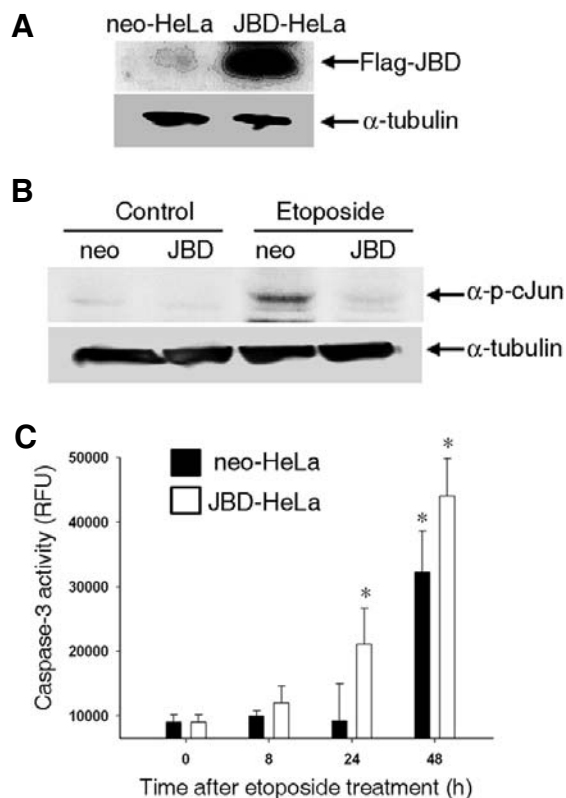 A
neo-HeLa JBD-HeLa
Flag-JBD
α-tubulin
B
Control Etoposide
neo JBD neo JBD
α-p-cJun
α-tubulin
C
neo-HeLa
JBD-HeLa
Caspase-3 activity (RFU)
50000
40000
30000
20000
10000
*
*
*
0 8 24 48
Time after etoposide treatment (h)